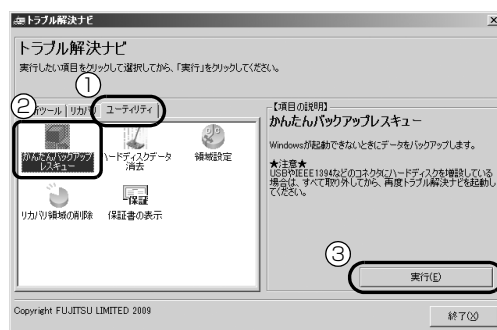 トラブル解決ナビ
トラブル解決ナビ
実行したい項目をクリックして選択してから、「実行」をクリックしてください。
①
②
ツール
リカバリ
ユーティリティ
かんたんバックアップレスキュー
ハードディスクデータ消去
領域設定
リカバリ領域の削除
保証
保証書の表示
【項目の説明】
かんたんバックアップレスキュー
Windowsが起動できないときにデータをバックアップします。
★注意★
USBやIEEE1394などのコネクタにハードディスクを増設している
場合は、すべて取り外してから、再度トラブル解決ナビを起動し
てください。
③
実行(E)
Copyright FUJITSU LIMITED 2009
終了(X)